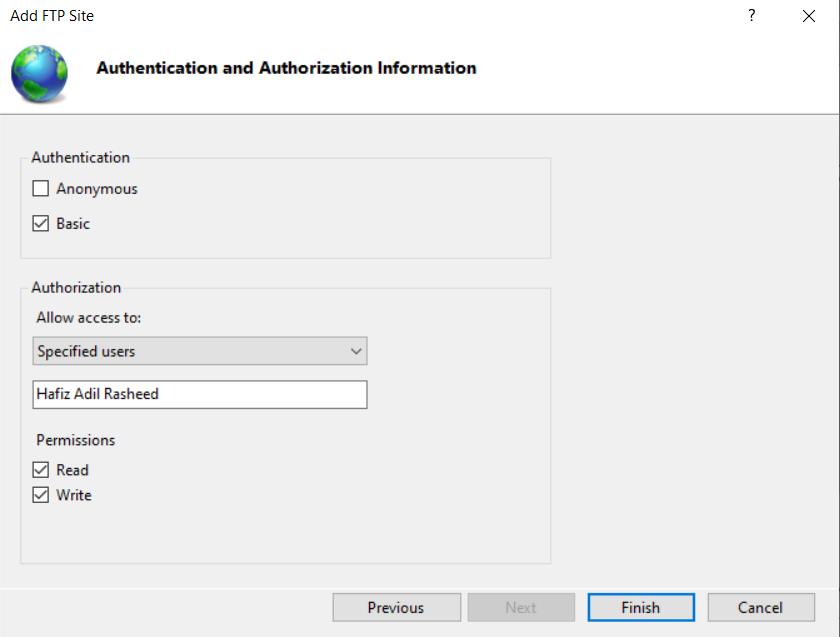 Add FTP Site
?
Authentication and Authorization Information
Authentication
Anonymous
Basic
Authorization
Allow access to:
Specified users
Hafiz Adil Rasheed
Permissions
Read
Write
Previous Next Finish Cancel